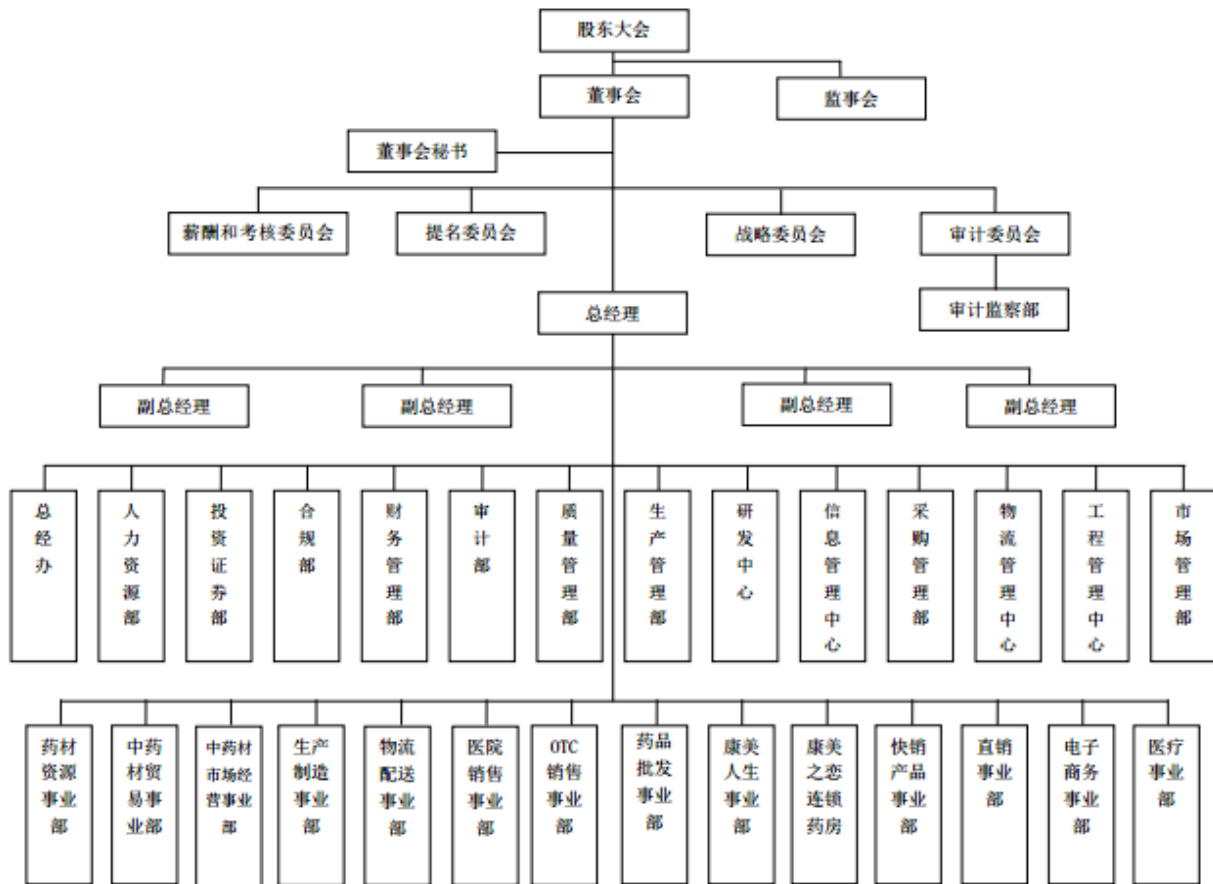 股东大会
董事会
监事会
董事会秘书
薪酬和考核委员会
提名委员会
战略委员会
审计委员会
审计监察部
总经理
副总经理
副总经理
副总经理
副总经理
总经办
人力资源部
投资证券部
合规部
财务管理部
审计部
质量管理部
生产管理部
研发中心
信息管理中心
采购管理部
物流管理中心
工程管理中心
市场管理部
药材
资源
事业
部
中药
材贸
易事
业部
中药材
市场经
营事业
部
生产
制造
事业
部
物流
配送
事业
部
医院
销售
事业
部
OTC
销售
事业
部
药品
批发
事业
部
康美
人生
事业
部
康美
之恋
连锁
药房
快销
产品
事业
部
直销
事业
部
电子
商务
事业
部
医疗
事业
部